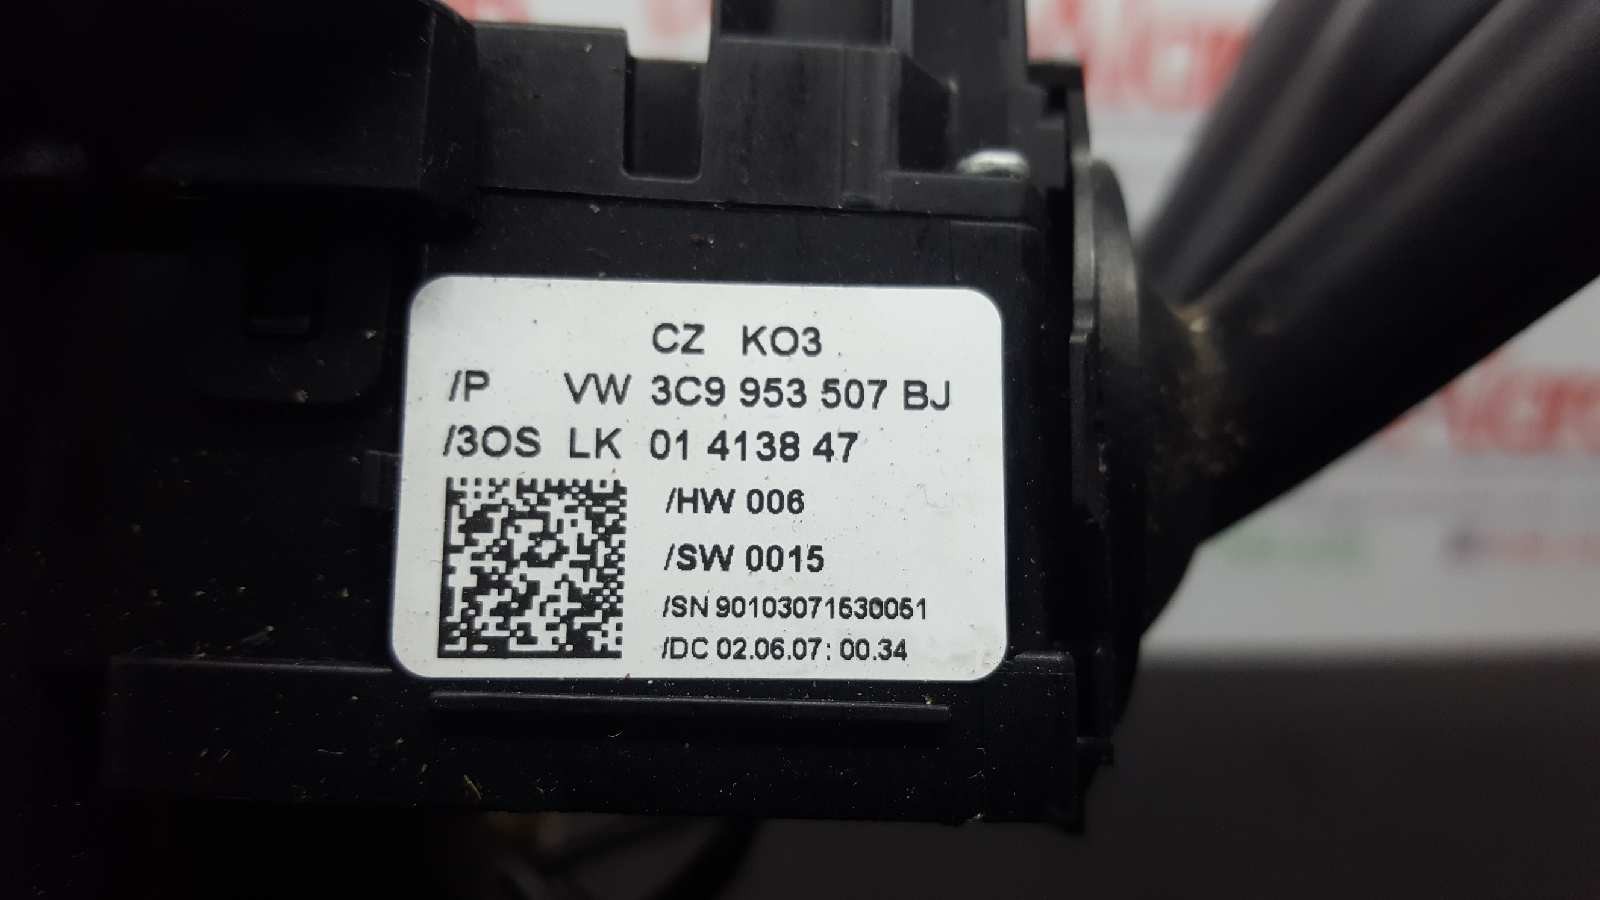 CZ KO3
/P VW 3C9 953 507 BJ
/3OS LK 01 4138 47
/HW 006
/SW 0015
/SN 90103071530051
/DC 02.06.07: 00.34